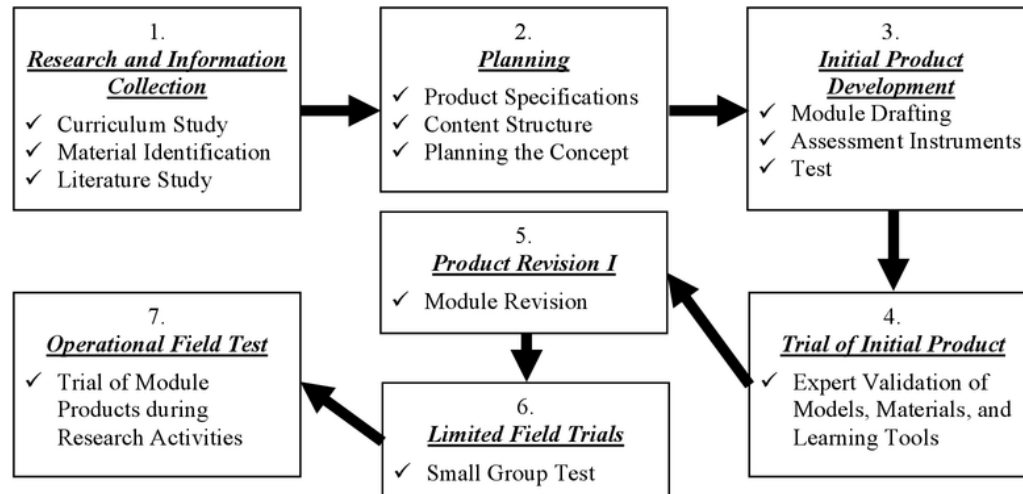 1.
Research and Information
Collection
✓ Curriculum Study
✓ Material Identification
✓ Literature Study
2.
Planning
✓ Product Specifications
✓ Content Structure
✓ Planning the Concept
3.
Initial Product
Development
✓ Module Drafting
✓ Assessment Instruments
✓ Test
4.
Trial of Initial Product
✓ Expert Validation of
Models, Materials, and
Learning Tools
5.
Product Revision I
✓ Module Revision
6.
Limited Field Trials
✓ Small Group Test
7.
Operational Field Test
✓ Trial of Module
Products during
Research Activities